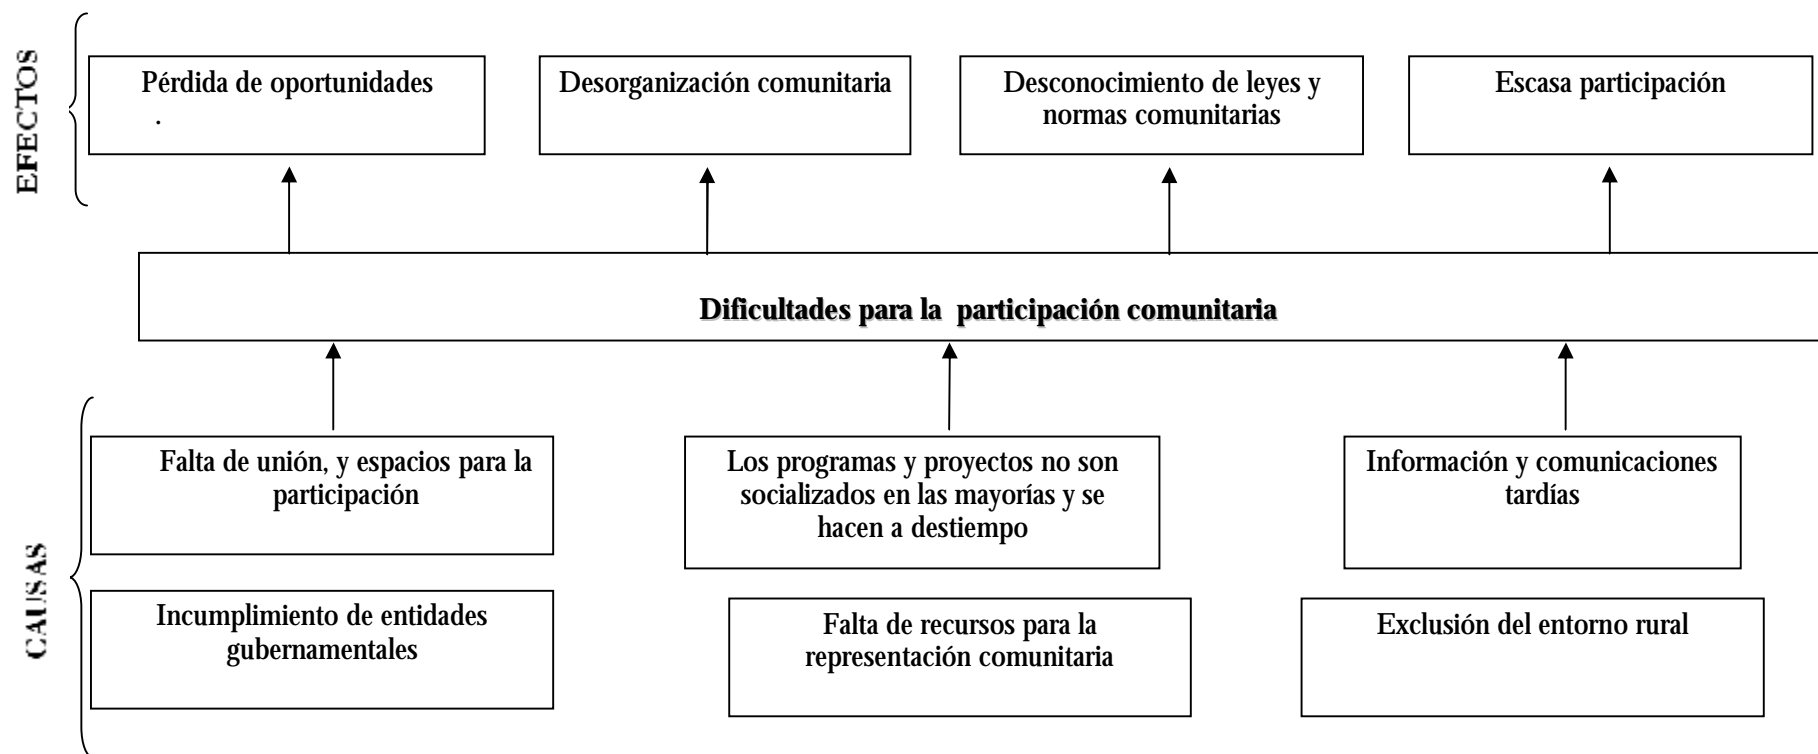 EFECTOS
Pérdida de oportunidades
.
Desorganización comunitaria
Desconocimiento de leyes y
normas comunitarias
Escasa participación
Dificultades para la participación comunitaria
CAUSAS
Falta de unión, y espacios para la
participación
Los programas y proyectos no son
socializados en las mayorías y se
hacen a destiempo
Información y comunicaciones
tardías
Incumplimiento de entidades
gubernamentales
Falta de recursos para la
representación comunitaria
Exclusión del entorno rural